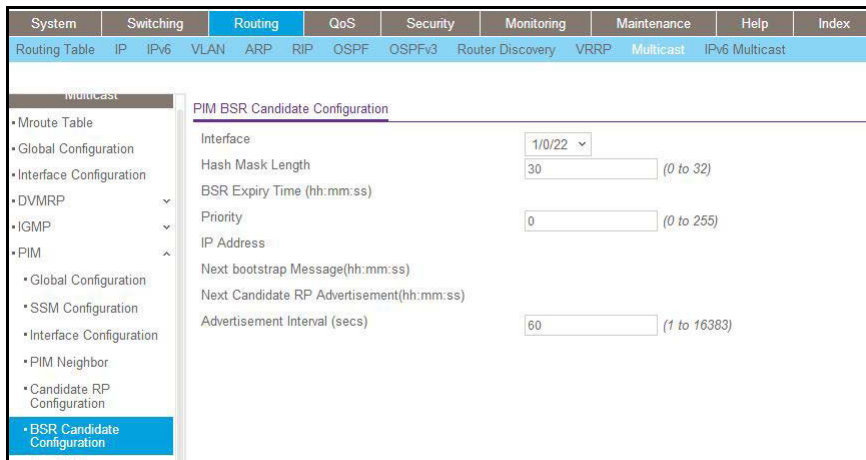 System Switching Routing QoS Security Monitoring Maintenance Help Index
Routing Table IP IPv6 VLAN ARP RIP OSPF OSPFv3 Router Discovery VRRP Multicast IPv6 Multicast
Multicast
Mroute Table
Global Configuration
Interface Configuration
DVMRP
IGMP
PIM
Global Configuration
SSM Configuration
Interface Configuration
PIM Neighbor
Candidate RP
Configuration
BSR Candidate
Configuration
PIM BSR Candidate Configuration
Interface 1/0/22
Hash Mask Length 30 (0 to 32)
BSR Expiry Time (hh:mm:ss)
Priority 0 (0 to 255)
IP Address
Next bootstrap Message(hh:mm:ss)
Next Candidate RP Advertisement(hh:mm:ss)
Advertisement Interval (secs) 60 (1 to 16383)